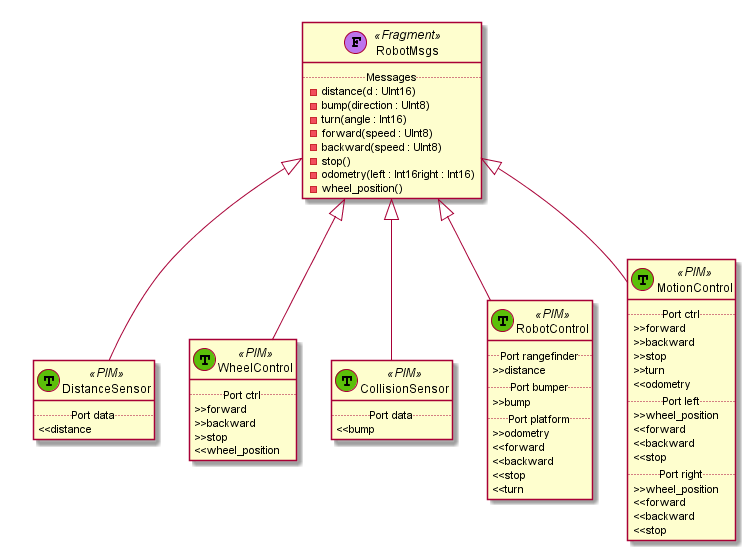 F
«Fragment»
RobotMsgs
Messages
distance(d : UInt16)
bump(direction : UInt8)
turn(angle : Int16)
forward(speed : UInt8)
backward(speed : UInt8)
stop()
odometry(left : Int16right : Int16)
wheel_position()
T
«PIM»
DistanceSensor
Port data
<<distance
T
«PIM»
WheelControl
Port ctrl
>>forward
>>backward
>>stop
<<wheel_position
T
«PIM»
CollisionSensor
Port data
<<bump
T
«PIM»
RobotControl
Port rangefinder
>>distance
Port bumper
>>bump
Port platform
>>odometry
<<forward
<<backward
<<stop
<<turn
T
«PIM»
MotionControl
Port ctrl
>>forward
>>backward
>>stop
>>turn
<<odometry
Port left
>>wheel_position
<<forward
<<backward
<<stop
Port right
>>wheel_position
<<forward
<<backward
<<stop